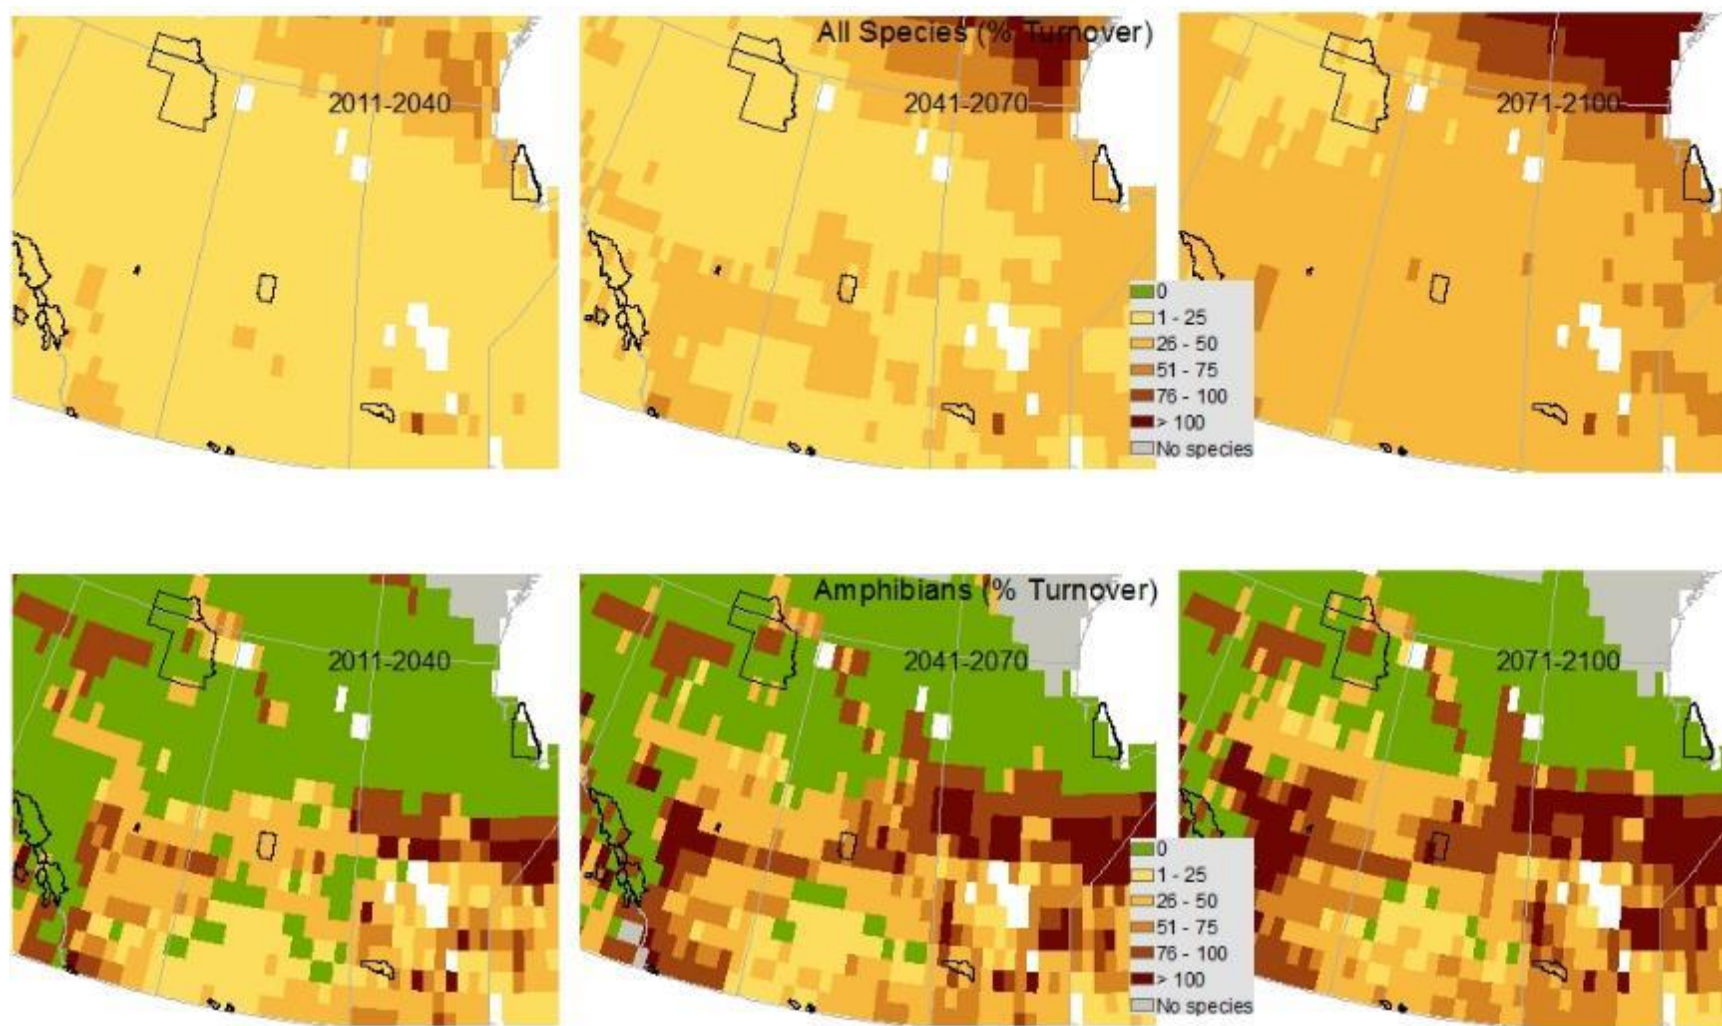 All Species (% Turnover)
2011-2040
2041-2070
2071-2100
0
1 - 25
26 - 50
51 - 75
76 - 100
> 100
No species
Amphibians (% Turnover)
2011-2040
2041-2070
2071-2100
0
1 - 25
26 - 50
51 - 75
76 - 100
> 100
No species